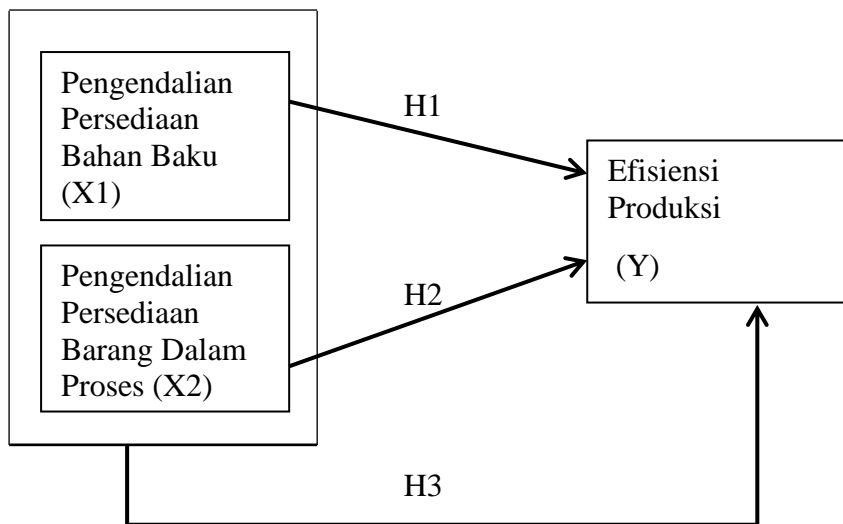 Pengendalian
Persediaan
Bahan Baku
(X1)
H1
Efisiensi
Produksi
(Y)
Pengendalian
Persediaan
Barang Dalam
Proses (X2)
H2
H3